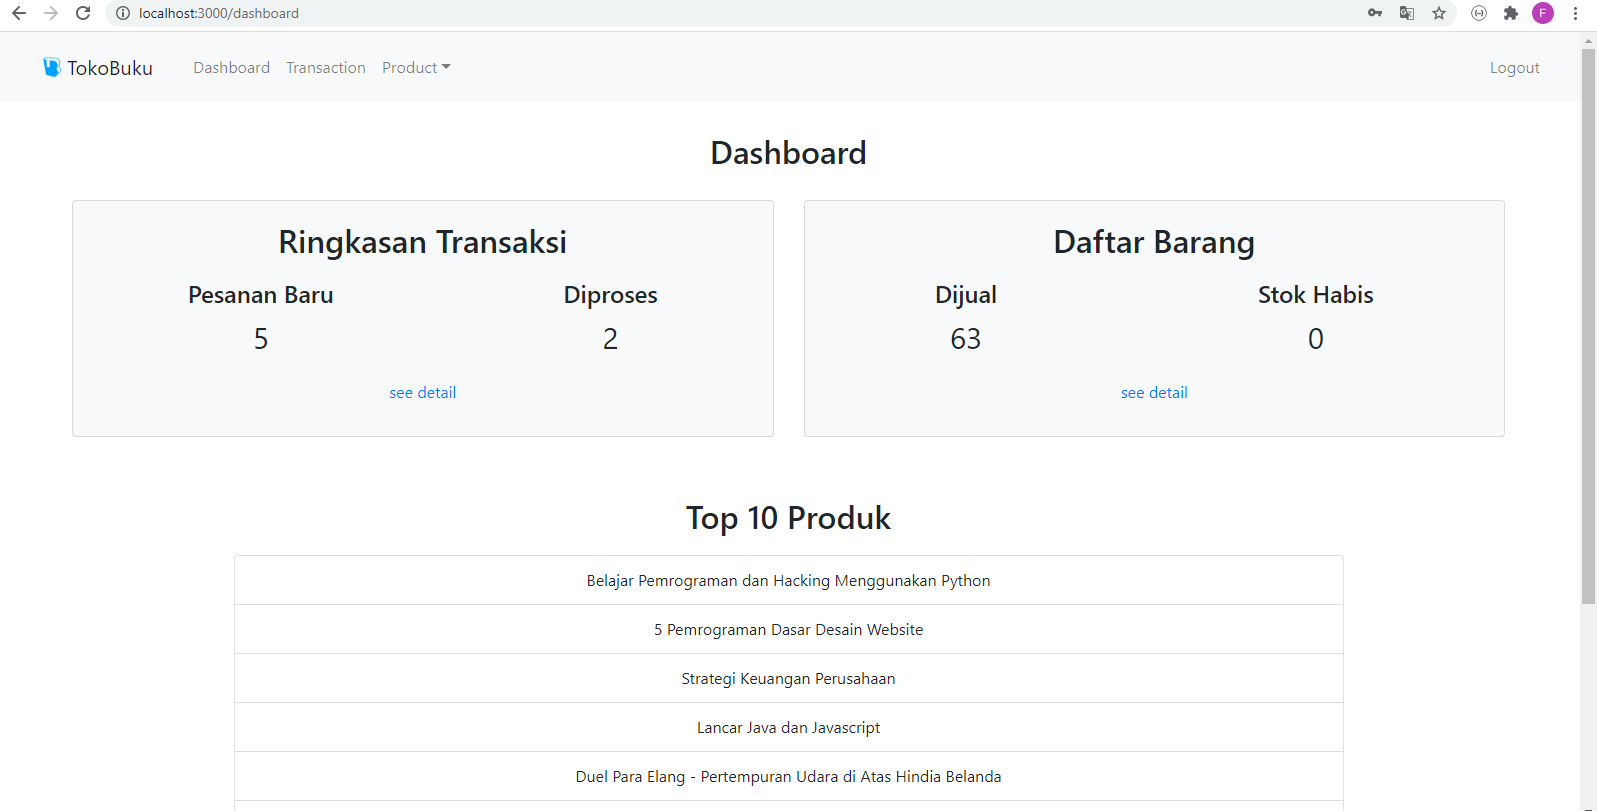 localhost:3000/dashboard
F
TokoBuku Dashboard Transaction Product Logout
Dashboard
Ringkasan Transaksi
Pesanan Baru Diproses
5 2
see detail
Daftar Barang
Dijual Stok Habis
63 0
see detail
Top 10 Produk
Belajar Pemrograman dan Hacking Menggunakan Python
5 Pemrograman Dasar Desain Website
Strategi Keuangan Perusahaan
Lancar Java dan Javascript
Duel Para Elang - Pertempuran Udara di Atas Hindia Belanda